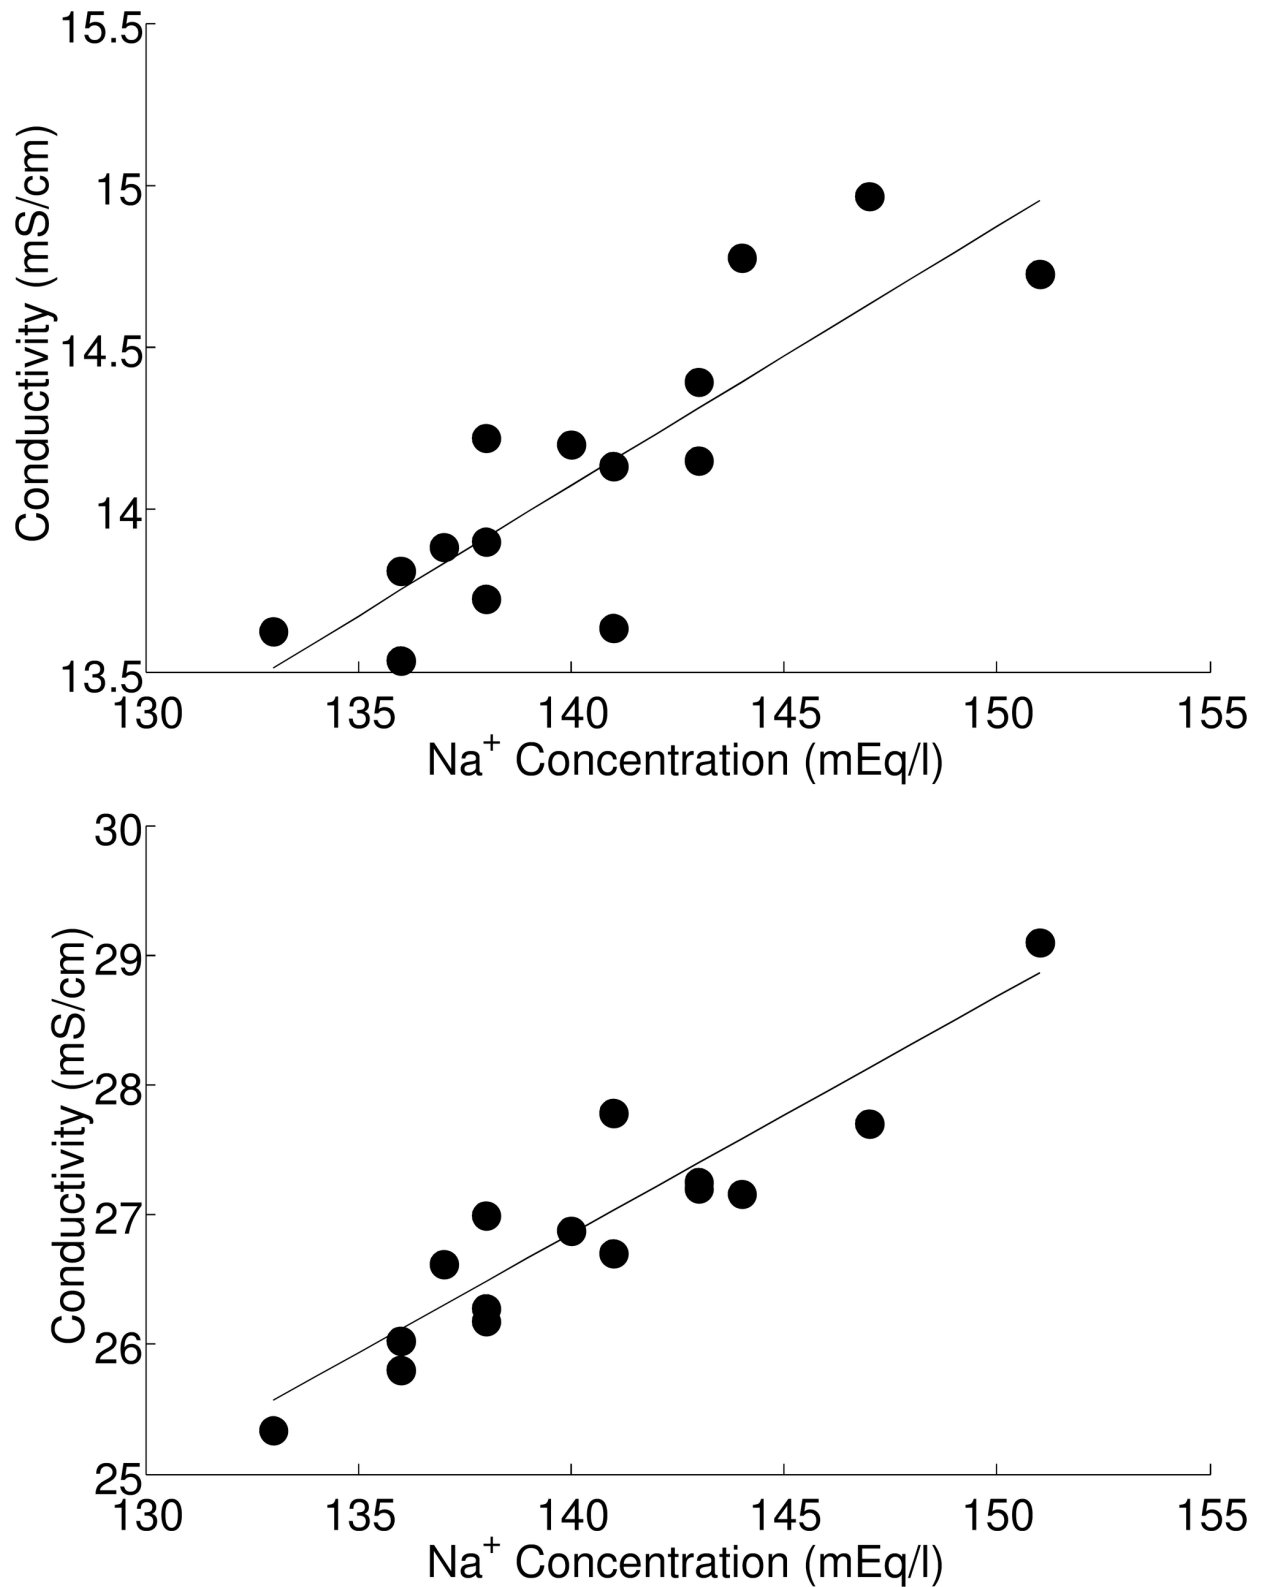 15.5
15
14.5
14
13.5
Conductivity (mS/cm)
130 135 140 145 150 155
Na⁺ Concentration (mEq/l)
30
29
28
27
26
25
Conductivity (mS/cm)
130 135 140 145 150 155
Na⁺ Concentration (mEq/l)